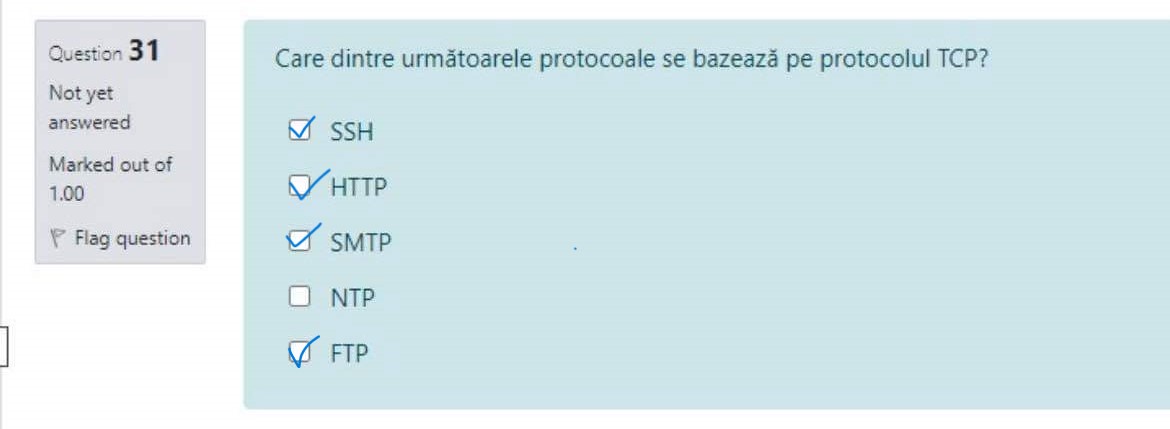 Question 31
Not yet
answered
Marked out of
1.00
Flag question
Care dintre următoarele protocoale se bazează pe protocolul TCP?
SSH
HTTP
SMTP
NTP
FTP